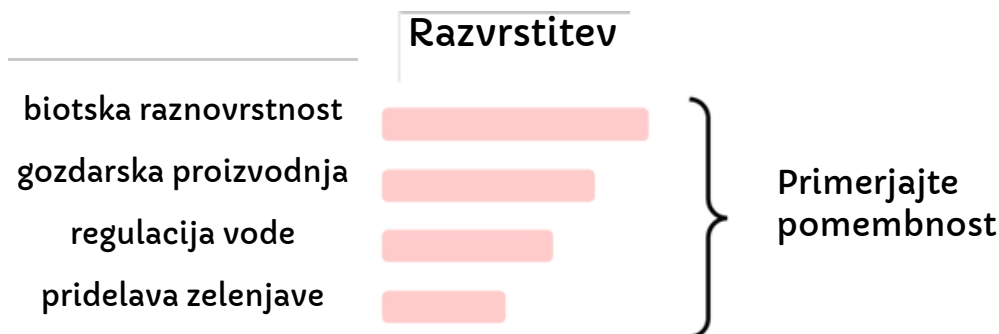 Razvrstitev
biotska raznovrstnost
gozdarska proizvodnja
regulacija vode
pridelava zelenjave
Primerjajte
pomembnost